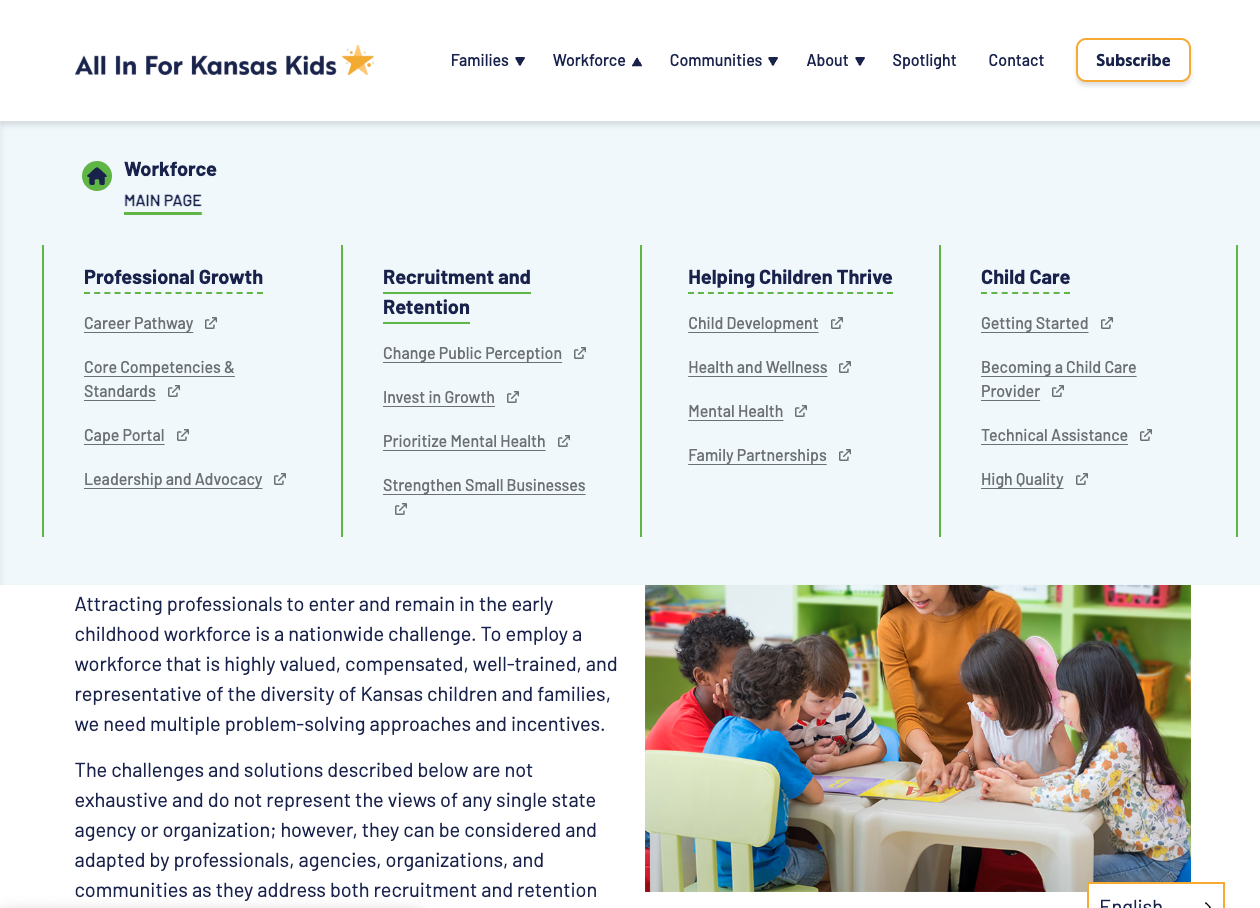 All In For Kansas Kids
Families
Workforce
Communities
About
Spotlight
Contact
Subscribe
Workforce
MAIN PAGE
Professional Growth
Career Pathway
Core Competencies &
Standards
Cape Portal
Leadership and Advocacy
Recruitment and
Retention
Change Public Perception
Invest in Growth
Prioritize Mental Health
Strengthen Small Businesses
Helping Children Thrive
Child Development
Health and Wellness
Mental Health
Family Partnerships
Child Care
Getting Started
Becoming a Child Care
Provider
Technical Assistance
High Quality
Attracting professionals to enter and remain in the early
childhood workforce is a nationwide challenge. To employ a
workforce that is highly valued, compensated, well-trained, and
representative of the diversity of Kansas children and families,
we need multiple problem-solving approaches and incentives.
The challenges and solutions described below are not
exhaustive and do not represent the views of any single state
agency or organization; however, they can be considered and
adapted by professionals, agencies, organizations, and
communities as they address both recruitment and retention
English